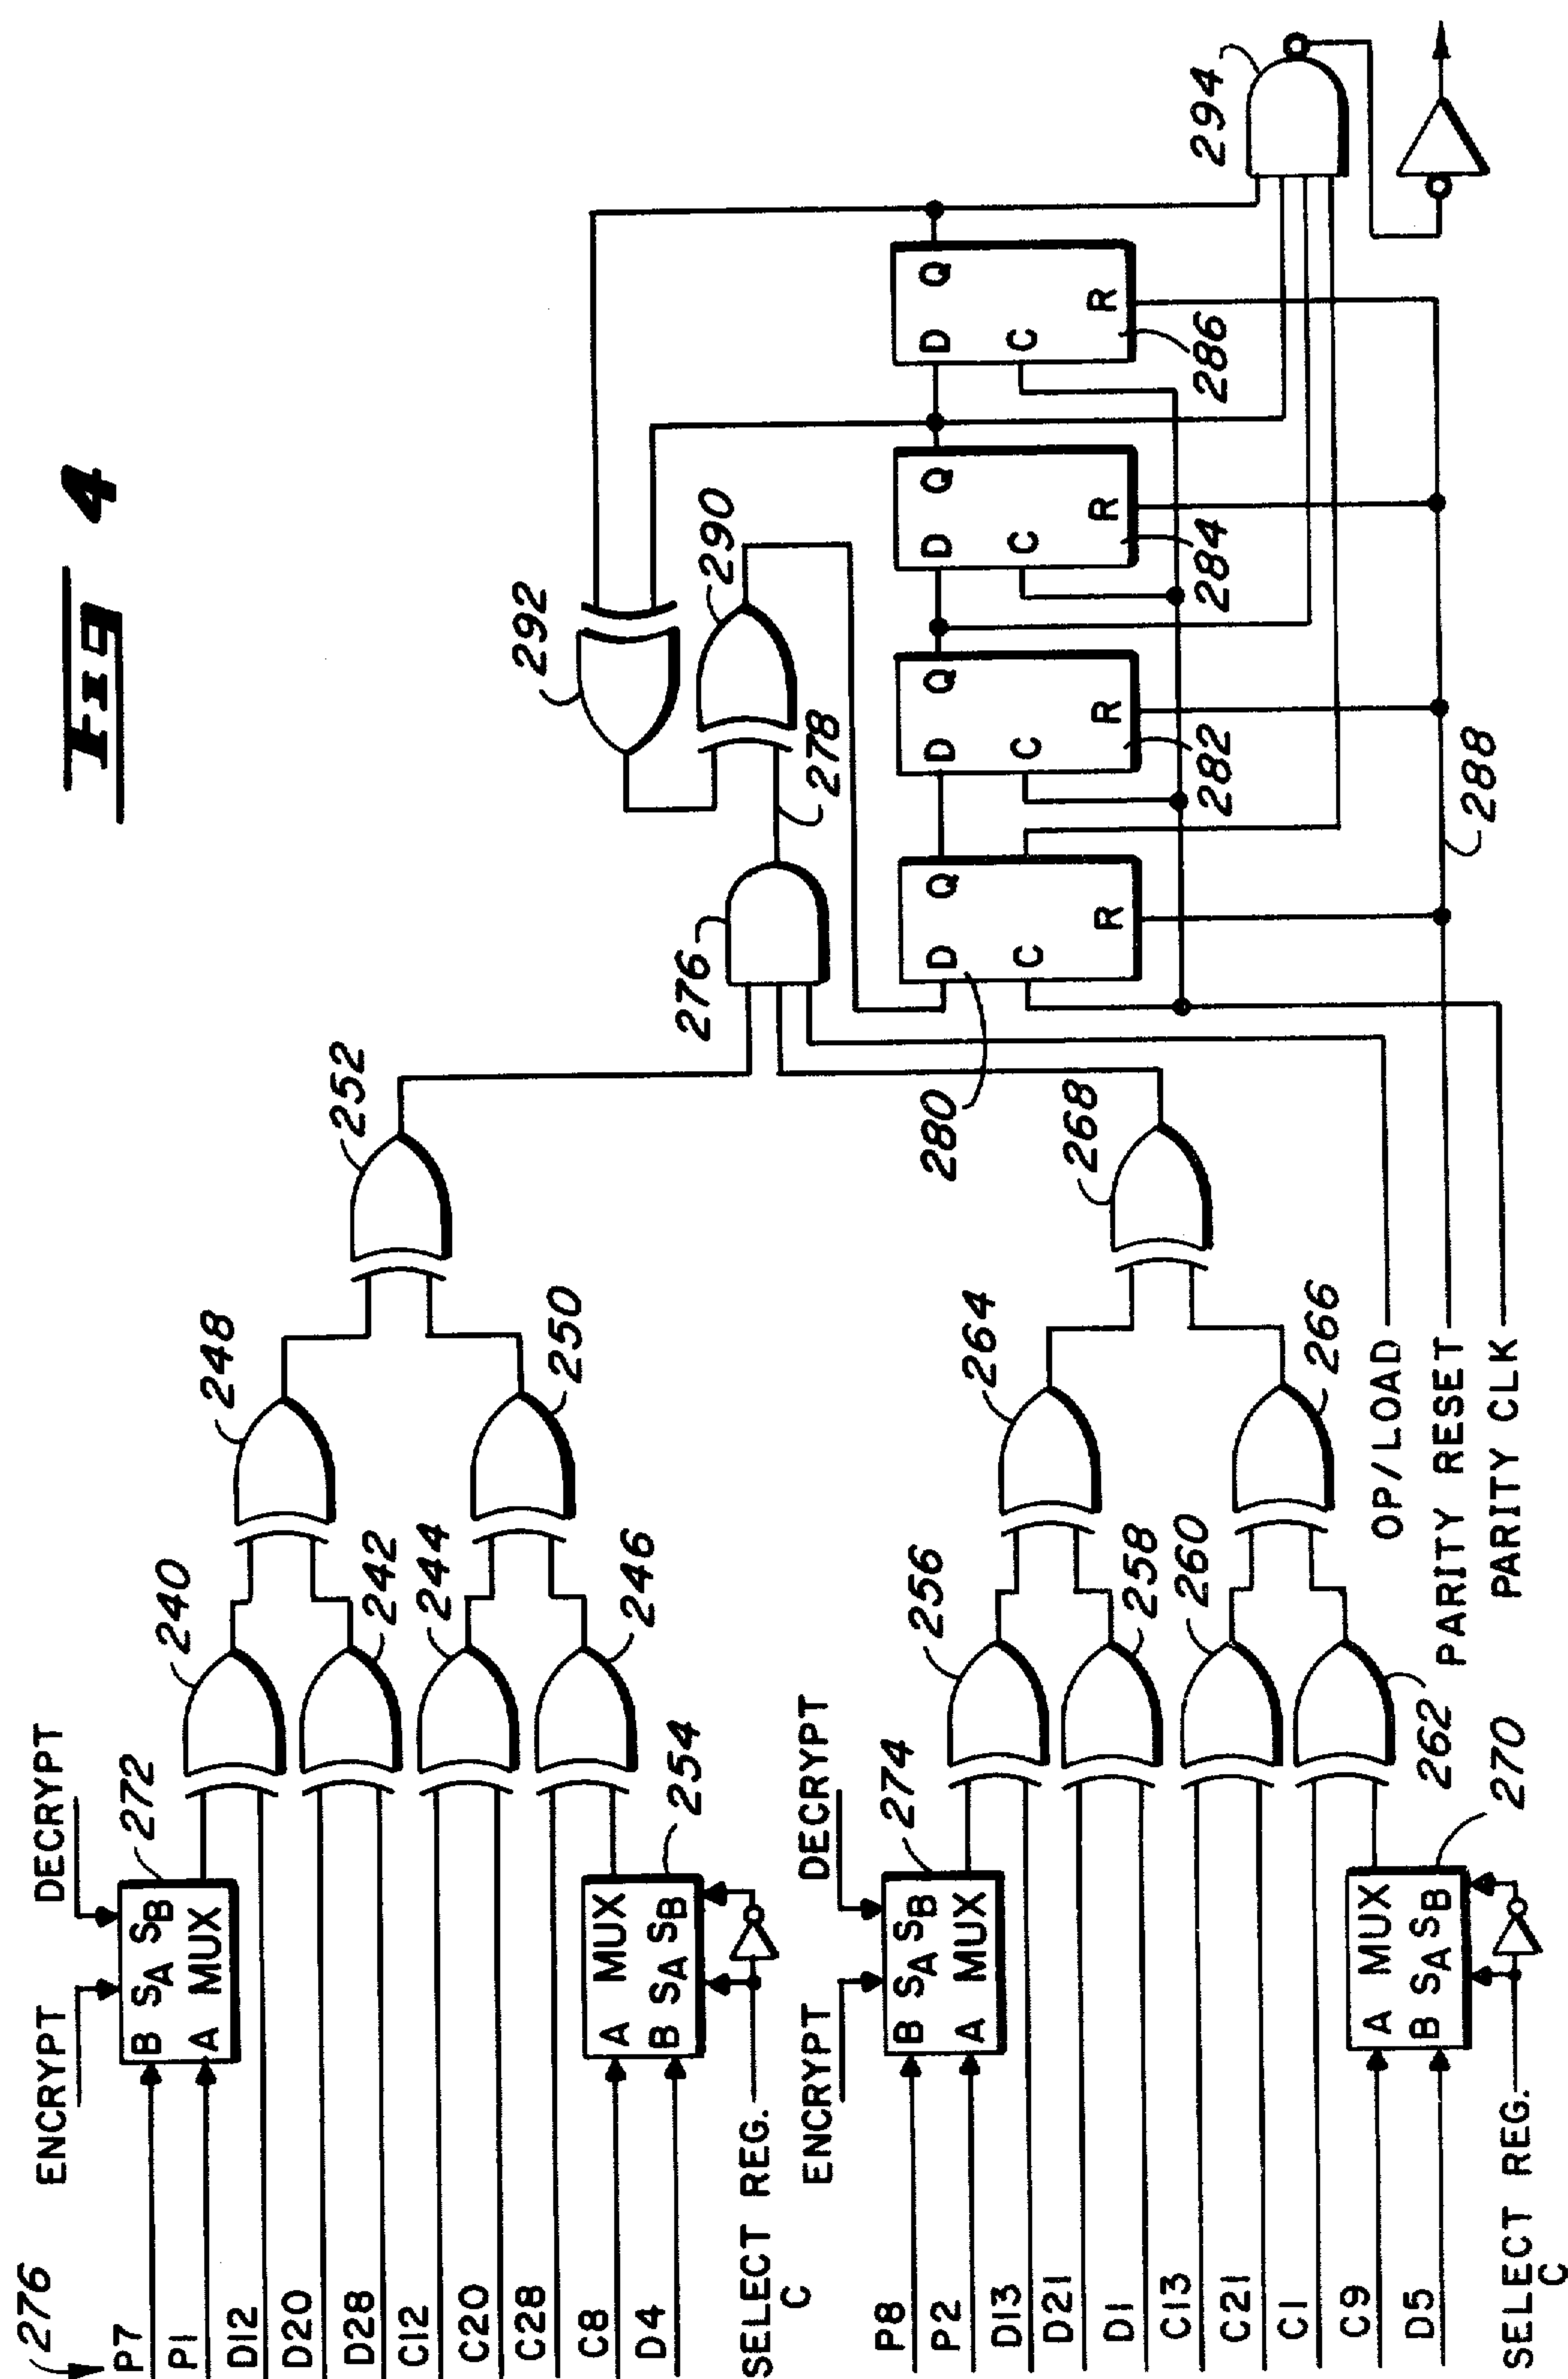 Fig 4
276
P7
P1
D12
D20
D28
C12
C20
C28
C8
D4
SELECT REG.
C
ENCRYPT
DECRYPT
B SA SB
A MUX
272
A MUX
B SA SB
254
240
242
244
246
248
250
252
P8
P2
D13
D21
D1
C13
C21
C1
C9
D5
SELECT REG.
C
ENCRYPT
DECRYPT
B SA SB
A MUX
274
A MUX
B SA SB
270
256
258
260
262
264
266
268
OP/LOAD
PARITY RESET
PARITY CLK
276
278
290
292
D Q
C
R
280
D Q
C
R
282
D Q
C
R
284
D Q
C
R
286
288
294